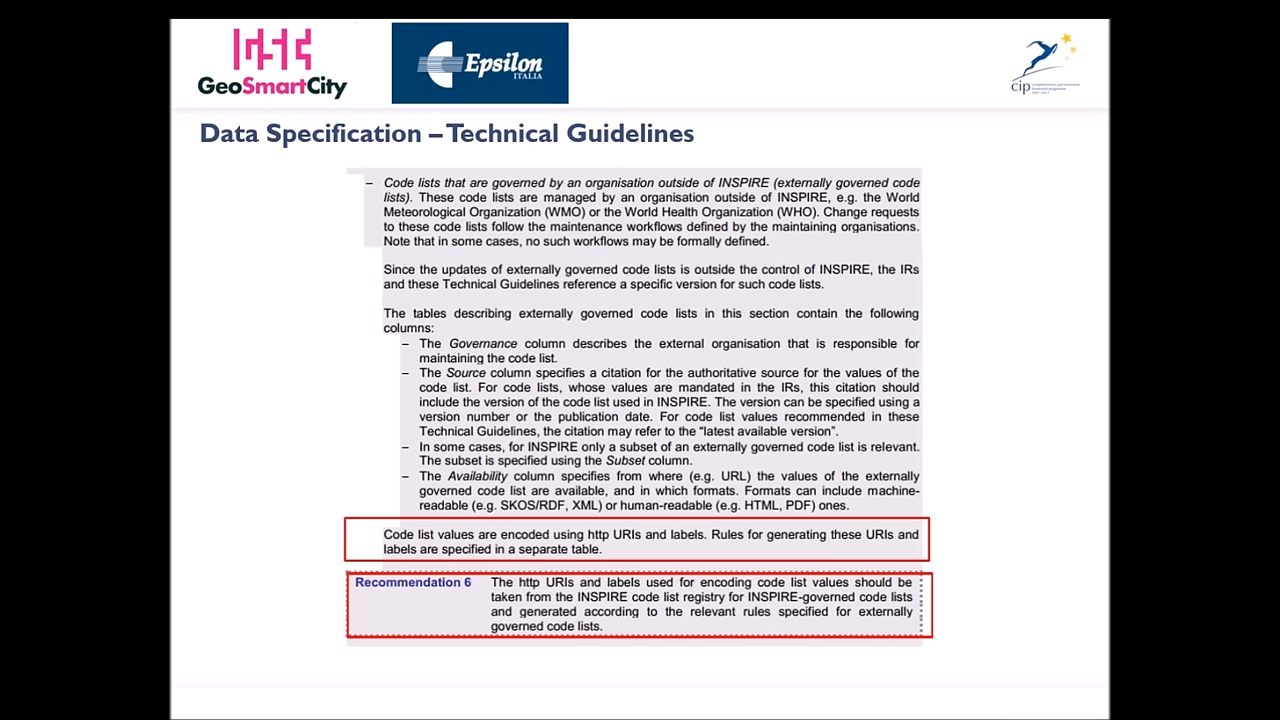 GeoSmartCity
Epsilon
ITALIA
cip
Data Specification – Technical Guidelines
– Code lists that are governed by an organisation outside of INSPIRE (externally governed code
lists). These code lists are managed by an organisation outside of INSPIRE, e.g. the World
Meteorological Organization (WMO) or the World Health Organization (WHO). Change requests
to these code lists follow the maintenance workflows defined by the maintaining organisations.
Note that in some cases, no such workflows may be formally defined.
Since the updates of externally governed code lists is outside the control of INSPIRE, the IRs
and these Technical Guidelines reference a specific version for such code lists.
The tables describing externally governed code lists in this section contain the following
columns:
– The Governance column describes the external organisation that is responsible for
maintaining the code list.
– The Source column specifies a citation for the authoritative source for the values of the
code list. For code lists, whose values are mandated in the IRs, this citation should
include the version of the code list used in INSPIRE. The version can be specified using a
version number or the publication date. For code list values recommended in these
Technical Guidelines, the citation may refer to the “latest available version”.
– In some cases, for INSPIRE only a subset of an externally governed code list is relevant.
The subset is specified using the Subset column.
– The Availability column specifies from where (e.g. URL) the values of the externally
governed code list are available, and in which formats. Formats can include machine-
readable (e.g. SKOS/RDF, XML) or human-readable (e.g. HTML, PDF) ones.
Code list values are encoded using http URIs and labels. Rules for generating these URIs and
labels are specified in a separate table.
Recommendation 6 The http URIs and labels used for encoding code list values should be
taken from the INSPIRE code list registry for INSPIRE-governed code lists
and generated according to the relevant rules specified for externally
governed code lists.